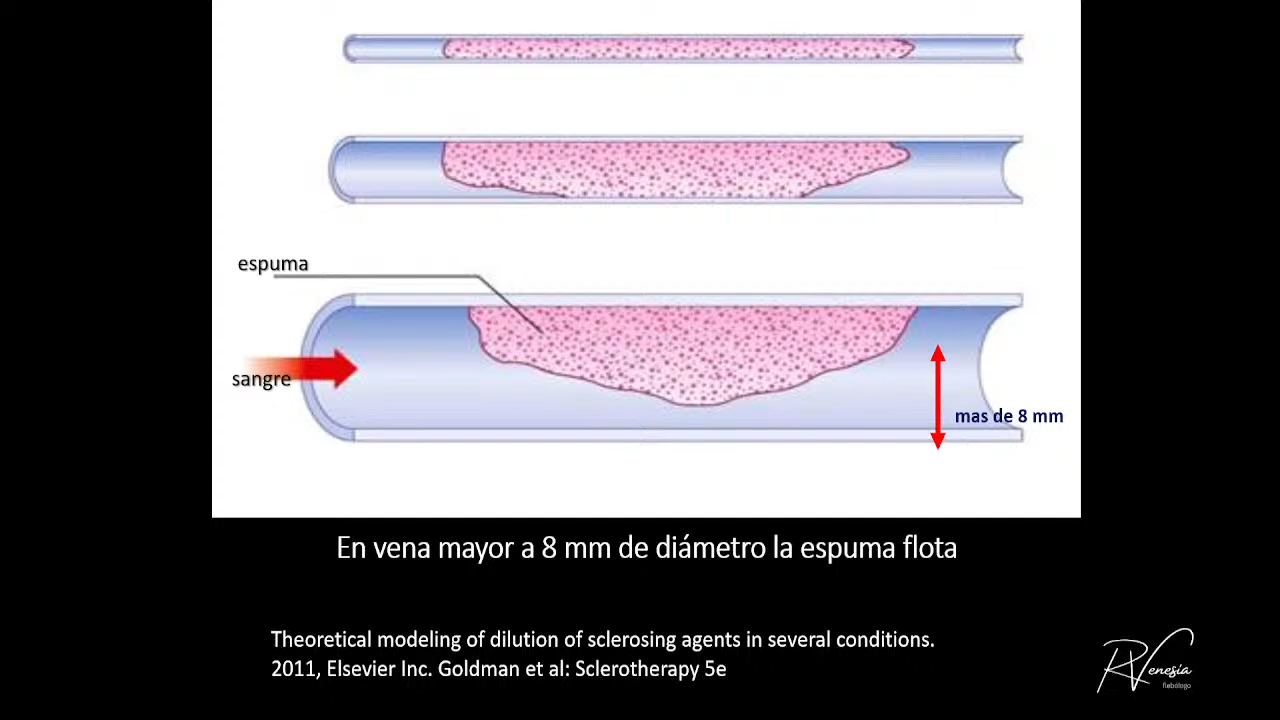 espuma
sangre
mas de 8 mm
En vena mayor a 8 mm de diámetro la espuma flota
Theoretical modeling of dilution of sclerosing agents in several conditions.
2011, Elsevier Inc. Goldman et al: Sclerotherapy 5e
RVenesia
flebólogo